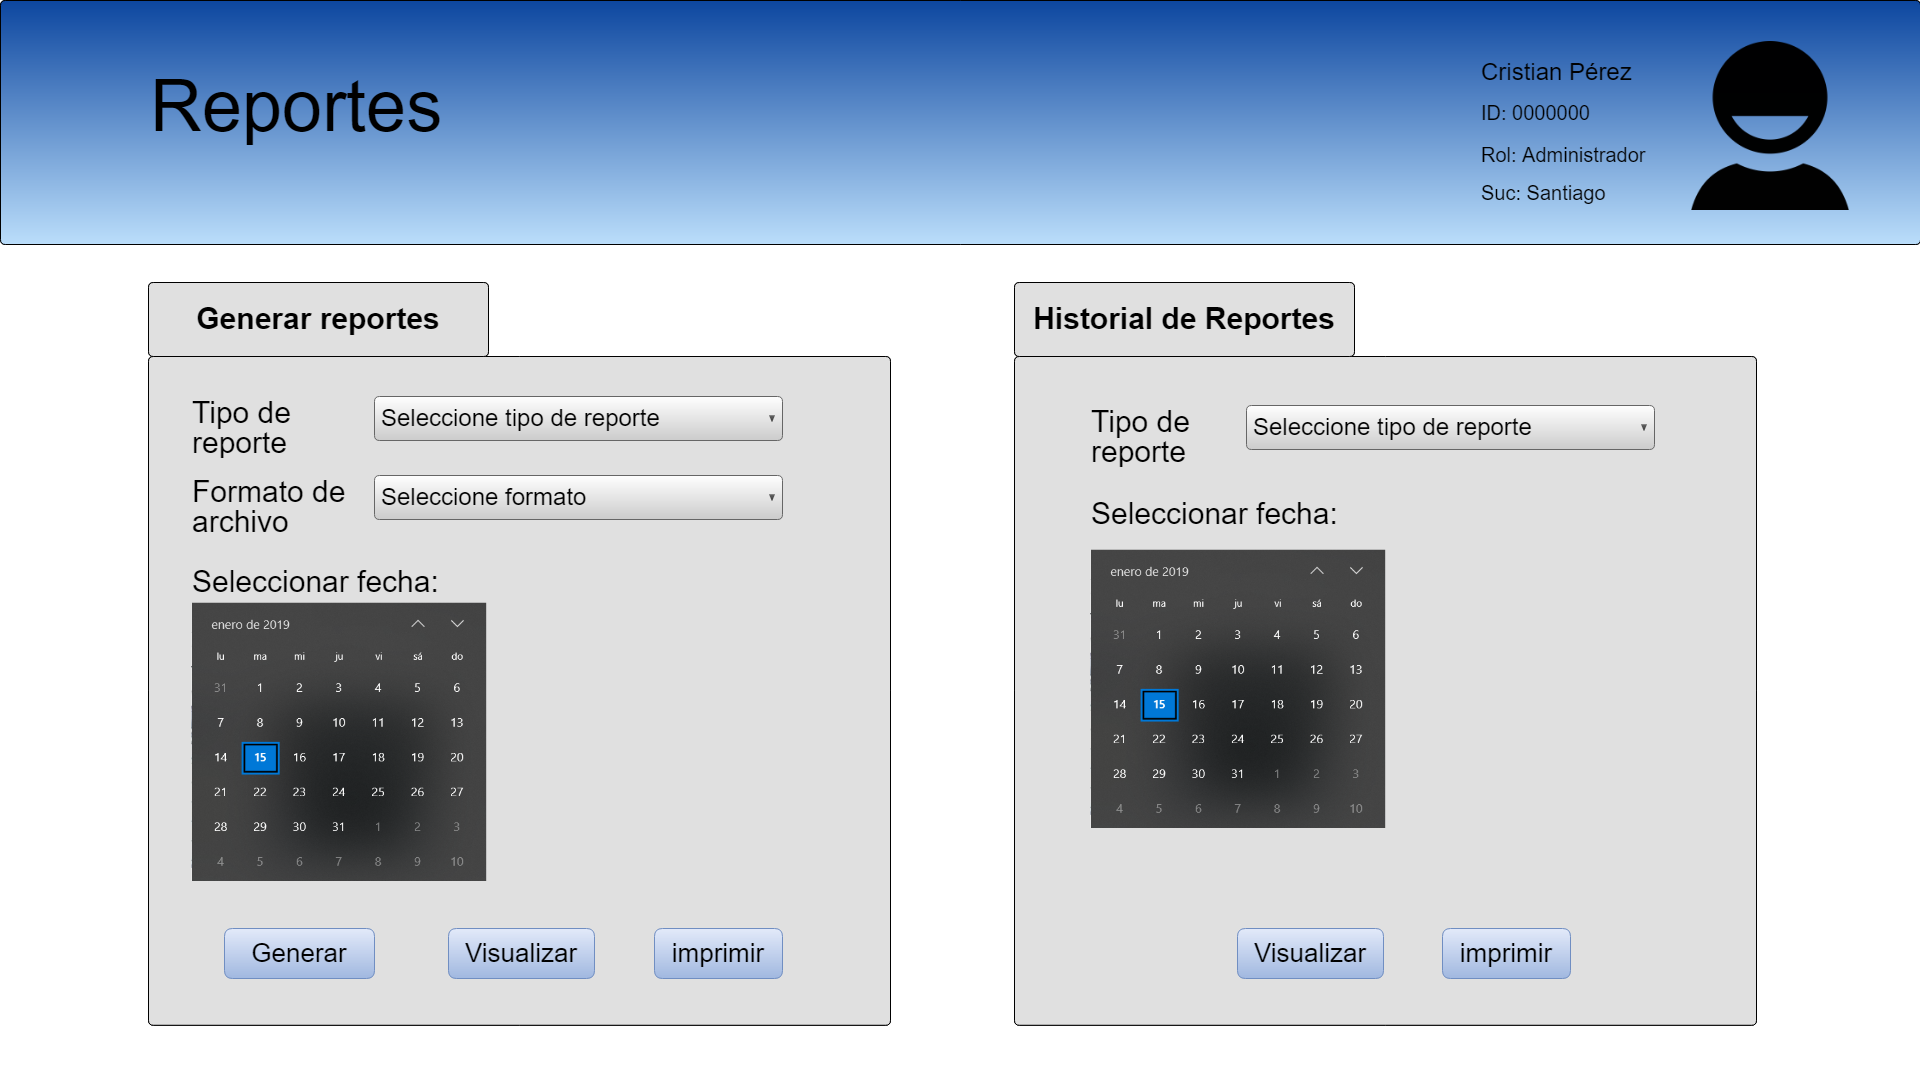 Reportes
Cristian Pérez
ID: 0000000
Rol: Administrador
Suc: Santiago
Generar reportes
Tipo de
reporte
Seleccione tipo de reporte
Formato de
archivo
Seleccione formato
Seleccionar fecha:
enero de 2019
lu ma mi ju vi sá do
31 1 2 3 4 5 6
7 8 9 10 11 12 13
14 15 16 17 18 19 20
21 22 23 24 25 26 27
28 29 30 31 1 2 3
4 5 6 7 8 9 10
Generar
Visualizar
imprimir
Historial de Reportes
Tipo de
reporte
Seleccione tipo de reporte
Seleccionar fecha:
enero de 2019
lu ma mi ju vi sá do
31 1 2 3 4 5 6
7 8 9 10 11 12 13
14 15 16 17 18 19 20
21 22 23 24 25 26 27
28 29 30 31 1 2 3
4 5 6 7 8 9 10
Visualizar
imprimir